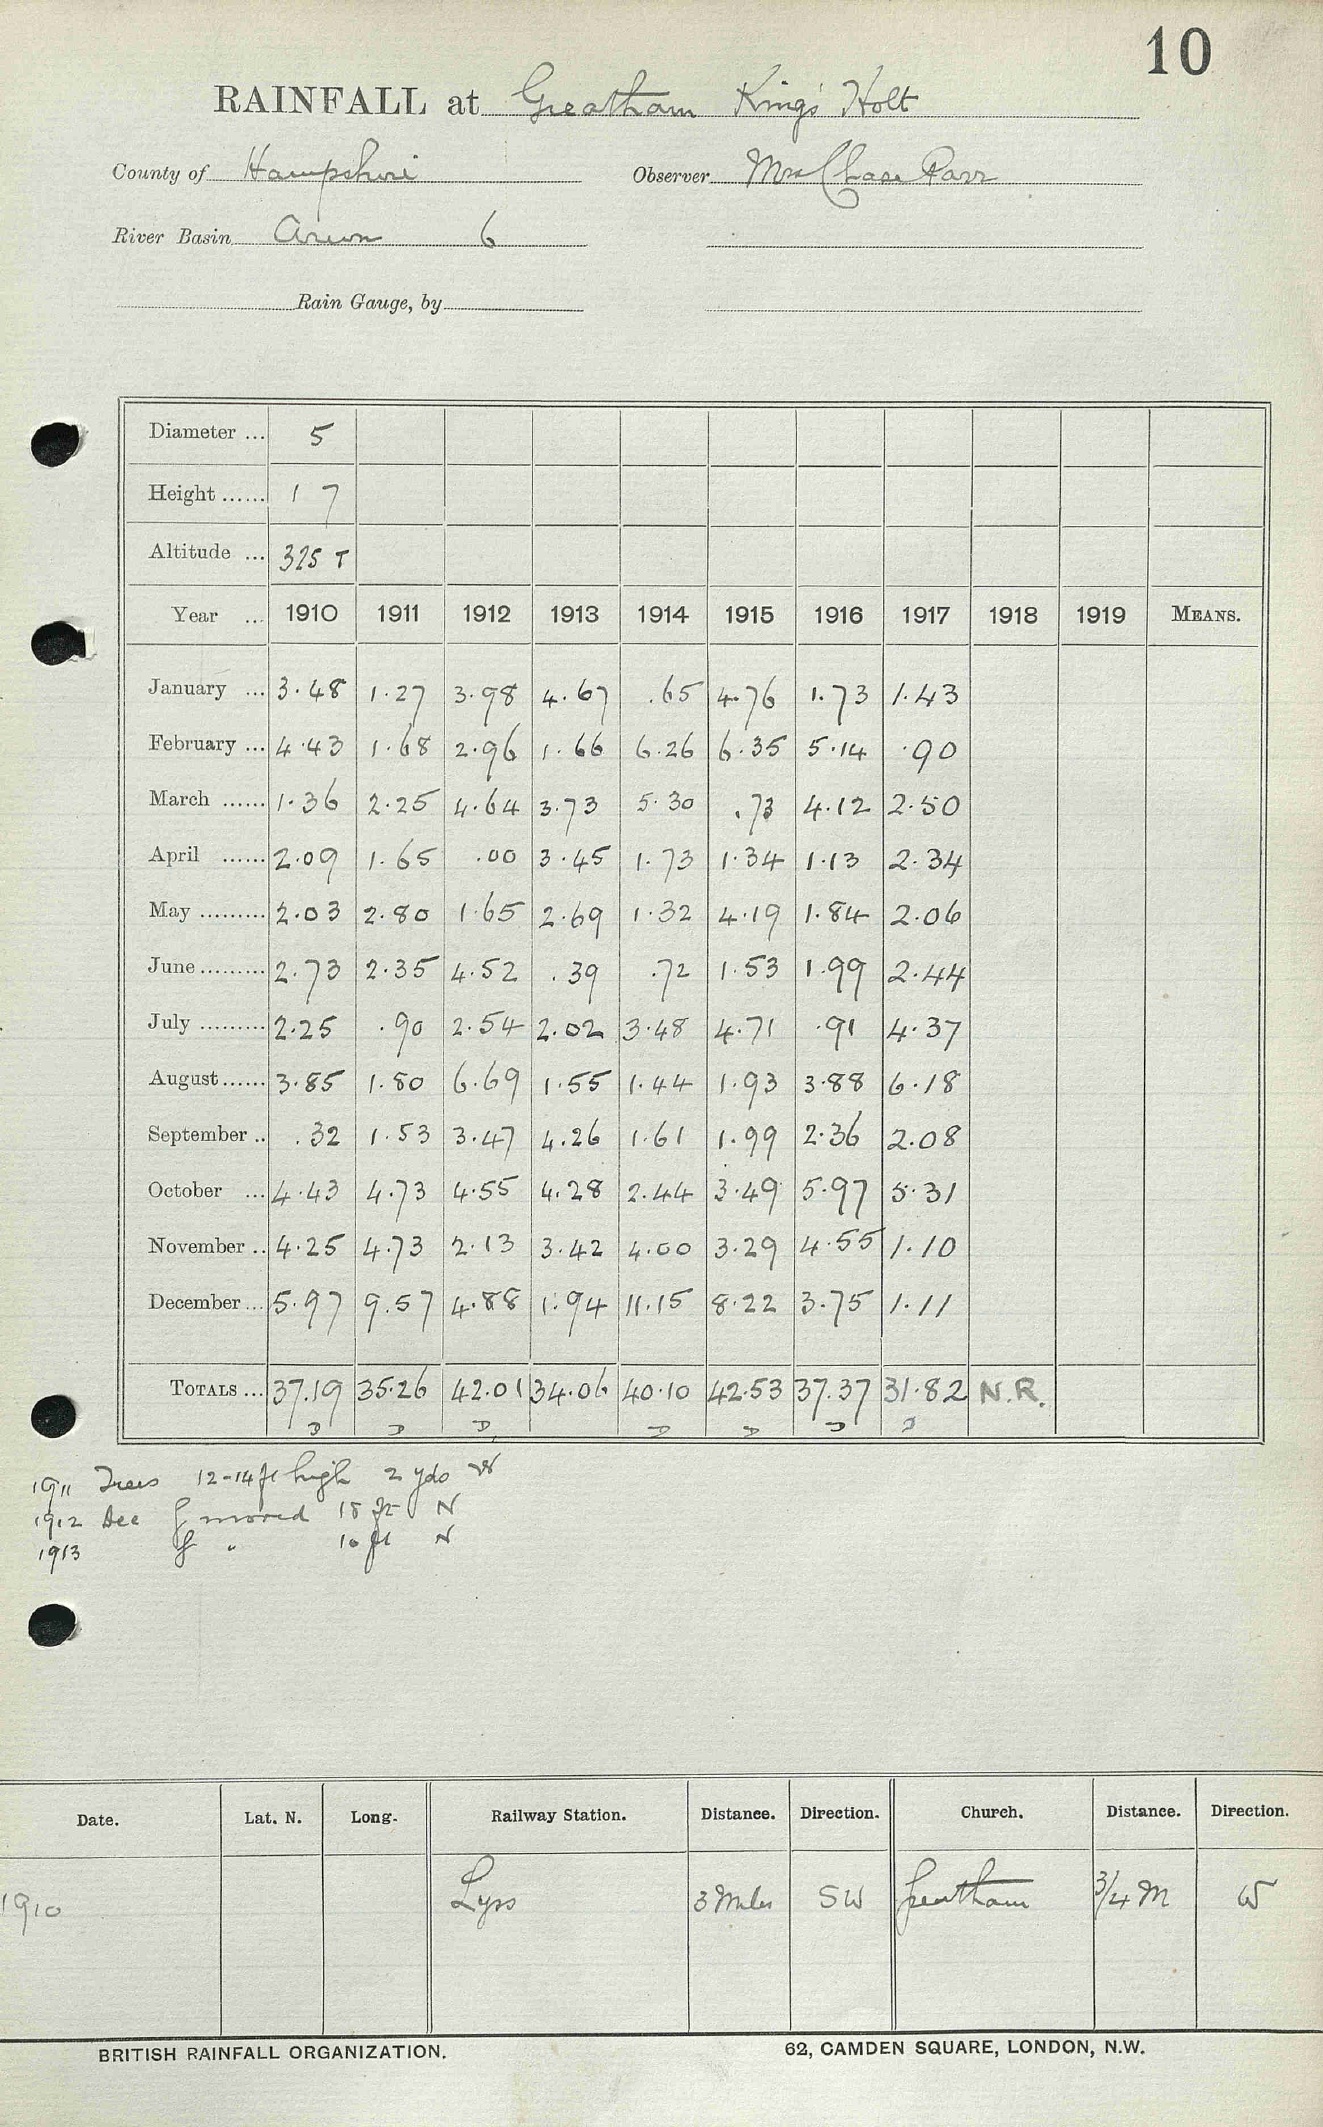 10
RAINFALL at Greatham King's Holt
County of Hampshire Observer Mrs Chase Parr
River Basin Arun 6
Rain Gauge, by
Diameter ... 5
Height ...... 1 7
Altitude ... 325 T
Year ... 1910 1911 1912 1913 1914 1915 1916 1917 1918 1919 MEANS.
January ... 3.48 1.27 3.98 4.67 .65 4.76 1.73 1.43
February ... 4.43 1.68 2.96 1.66 6.26 6.35 5.14 .90
March ...... 1.36 2.25 4.64 3.73 5.30 .73 4.12 2.50
April ...... 2.09 1.65 .00 3.45 1.73 1.34 1.13 2.34
May ......... 2.03 2.80 1.65 2.69 1.32 4.19 1.84 2.06
June ......... 2.73 2.35 4.52 .39 .72 1.53 1.99 2.44
July ......... 2.25 .90 2.54 2.02 3.48 4.71 .91 4.37
August ...... 3.85 1.80 6.69 1.55 1.44 1.93 3.88 6.18
September .. .32 1.53 3.47 4.26 1.61 1.99 2.36 2.08
October ... 4.43 4.73 4.55 4.28 2.44 3.49 5.97 5.31
November .. 4.25 4.73 2.13 3.42 4.00 3.29 4.55 1.10
December ... 5.97 9.57 4.88 1.94 11.15 8.22 3.75 1.11
TOTALS ... 37.19 35.26 42.01 34.06 40.10 42.53 37.37 31.82 N.R.
1911 Trees 12-14 ft high 2 yds W
1912 Dec G moved 18 ft N
1913 G " 10 ft N
Date. Lat. N. Long. Railway Station. Distance. Direction. Church. Distance. Direction.
1910 Lyss 3 Miles SW Greatham 3/4 M W
BRITISH RAINFALL ORGANIZATION. 62, CAMDEN SQUARE, LONDON, N.W.